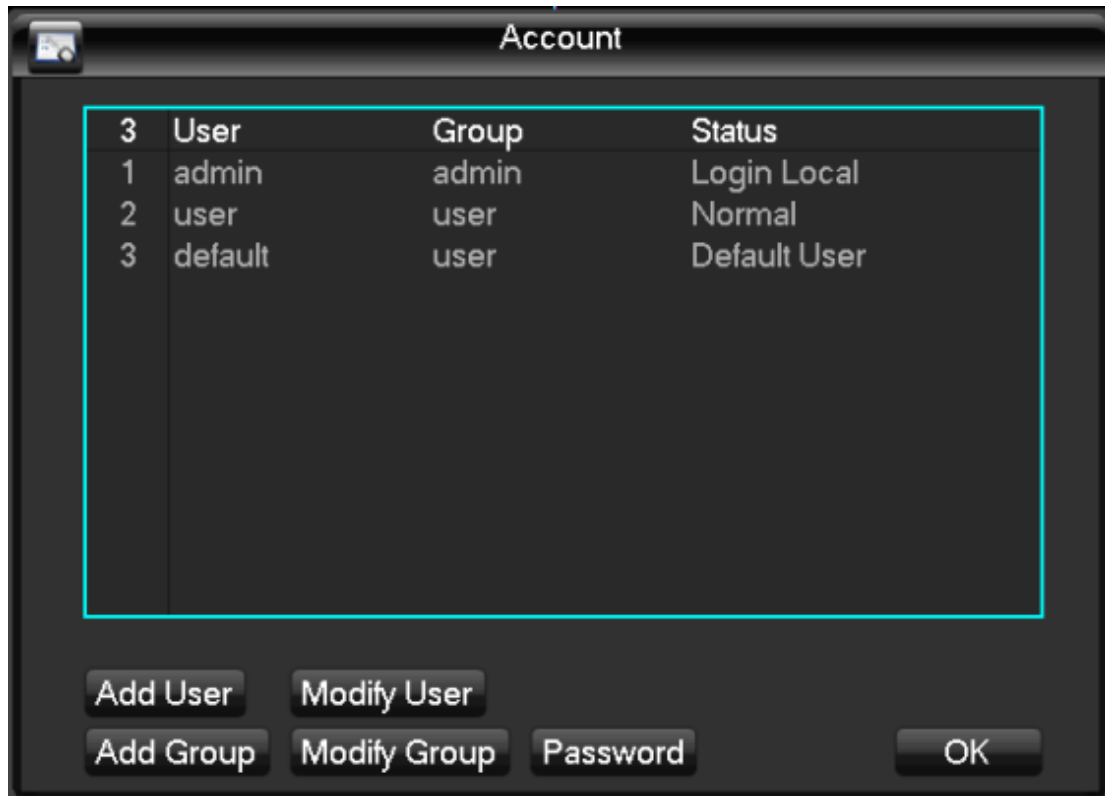 Account
3 User Group Status
1 admin admin Login Local
2 user user Normal
3 default user Default User
Add User Modify User
Add Group Modify Group Password OK